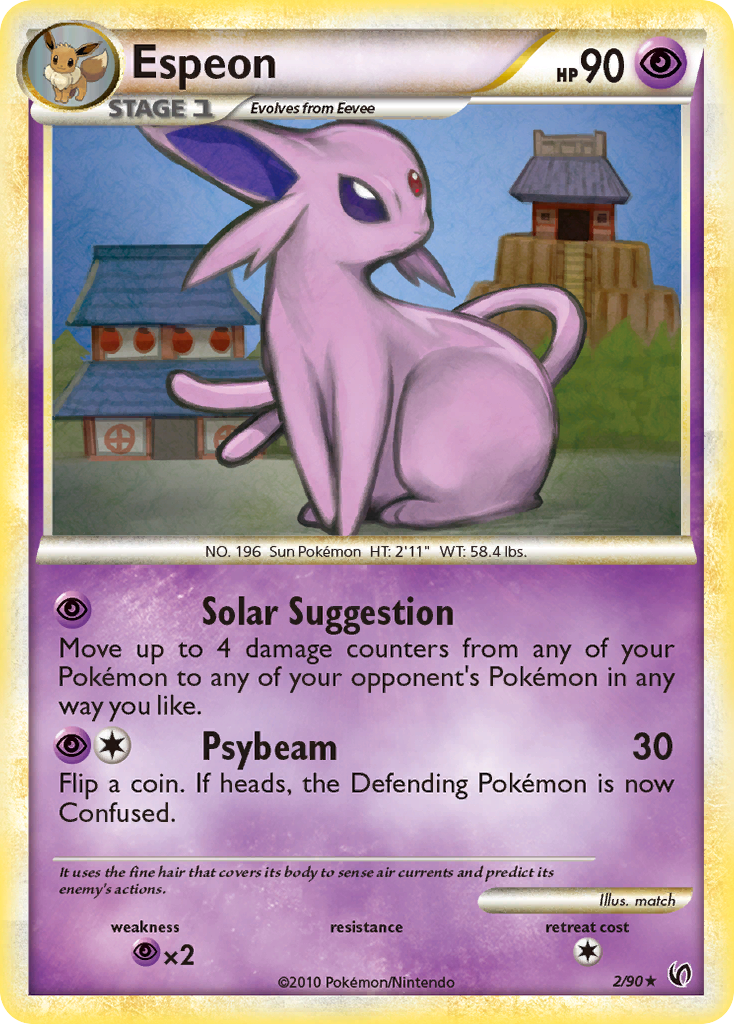 Espeon
HP 90
STAGE 1
Evolves from Eevee
NO. 196 Sun Pokémon HT: 2'11" WT: 58.4 lbs.
Solar Suggestion
Move up to 4 damage counters from any of your
Pokémon to any of your opponent's Pokémon in any
way you like.
Psybeam 30
Flip a coin. If heads, the Defending Pokémon is now
Confused.
It uses the fine hair that covers its body to sense air currents and predict its
enemy's actions.
Illus. match
weakness resistance retreat cost
×2
©2010 Pokémon/Nintendo 2/90 ★